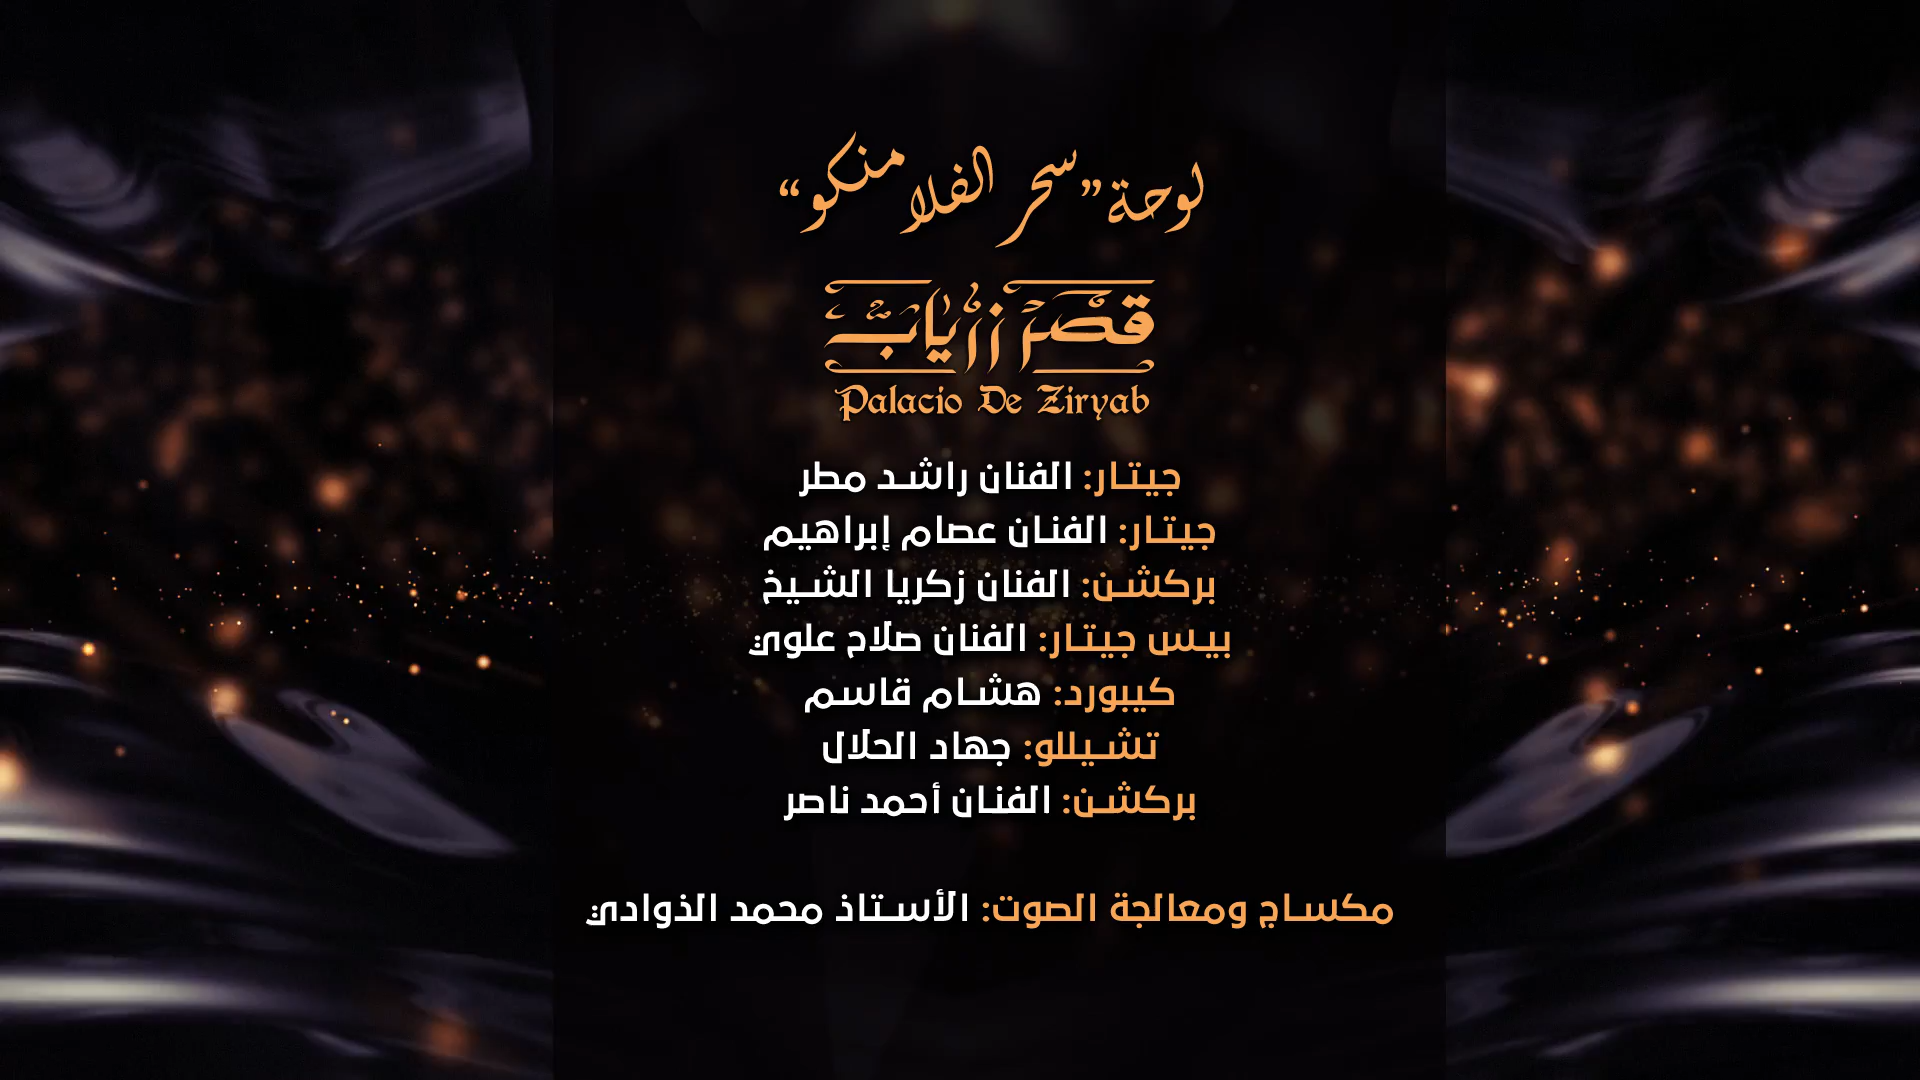 لوحة "سحر الفلامنكو"
قصر زرياب
Palacio De Ziryab
جيتار: الفنان راشد مطر
جيتار: الفنان عصام إبراهيم
بركشن: الفنان زكريا الشيخ
بيس جيتار: الفنان صلاح علوي
كيبورد: هشام قاسم
تشيللو: جهاد الحلال
بركشن: الفنان أحمد ناصر
مكساج ومعالجة الصوت: الأستاذ محمد الذوادي